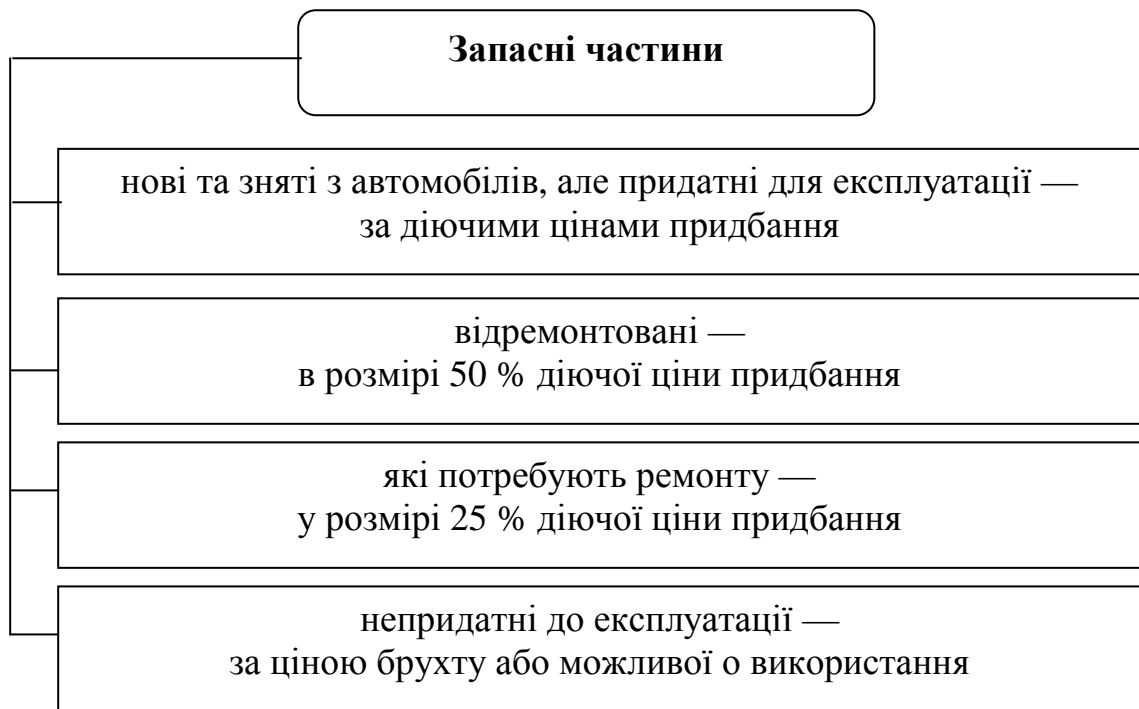 Запасні частини
нові та зняті з автомобілів, але придатні для експлуатації —
за діючими цінами придбання
відремонтовані —
в розмірі 50 % діючої ціни придбання
які потребують ремонту —
у розмірі 25 % діючої ціни придбання
непридатні до експлуатації —
за ціною брухту або можливої о використання